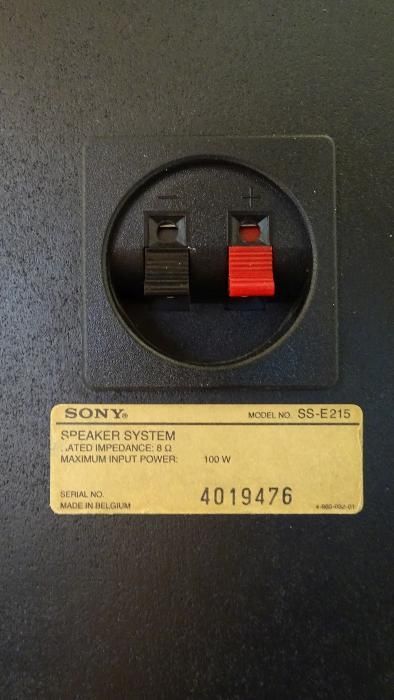 − +
SONY® MODEL NO. SS-E215
SPEAKER SYSTEM
RATED IMPEDANCE: 8 Ω
MAXIMUM INPUT POWER: 100 W
SERIAL NO. 4019476
MADE IN BELGIUM